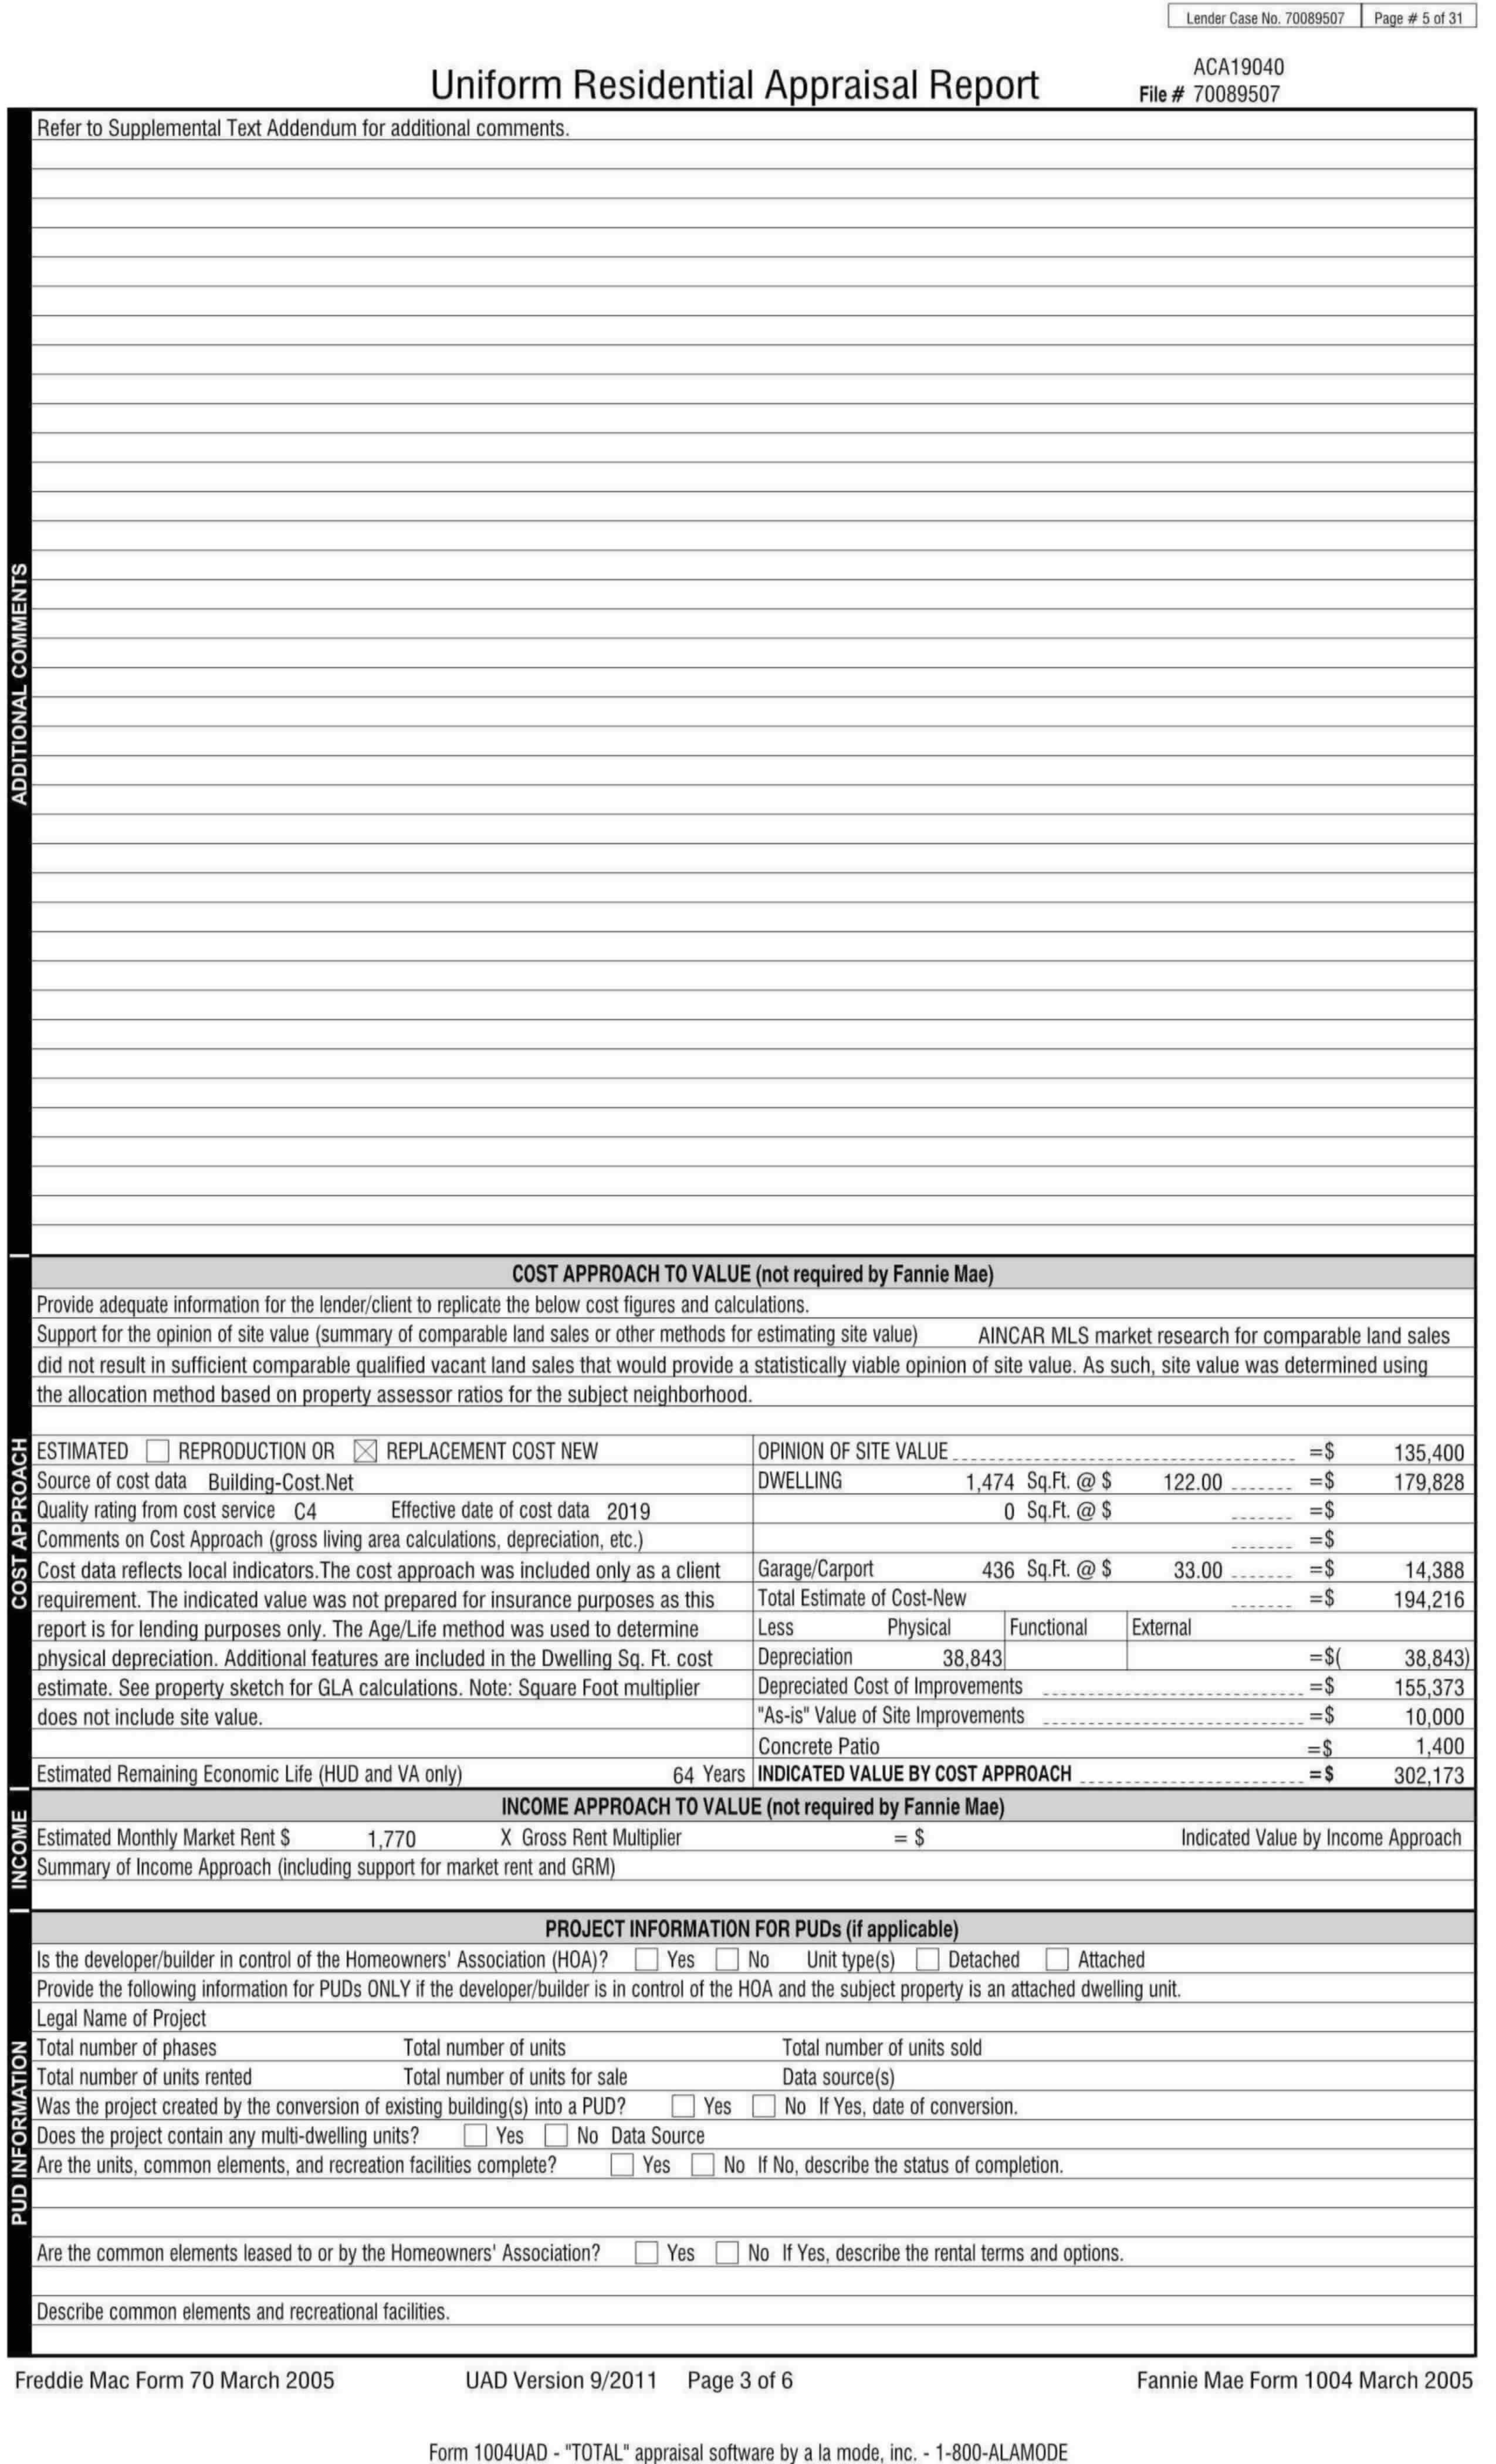 Lender Case No. 70089507 Page # 5 of 31
ACA19040
Uniform Residential Appraisal Report File # 70089507
Refer to Supplemental Text Addendum for additional comments.
ADDITIONAL COMMENTS
COST APPROACH TO VALUE (not required by Fannie Mae)
Provide adequate information for the lender/client to replicate the below cost figures and calculations.
Support for the opinion of site value (summary of comparable land sales or other methods for estimating site value) AINCAR MLS market research for comparable land sales
did not result in sufficient comparable qualified vacant land sales that would provide a statistically viable opinion of site value. As such, site value was determined using
the allocation method based on property assessor ratios for the subject neighborhood.
COST APPROACH
ESTIMATED REPRODUCTION OR REPLACEMENT COST NEW
Source of cost data Building-Cost.Net
Quality rating from cost service C4 Effective date of cost data 2019
Comments on Cost Approach (gross living area calculations, depreciation, etc.)
Cost data reflects local indicators.The cost approach was included only as a client
requirement. The indicated value was not prepared for insurance purposes as this
report is for lending purposes only. The Age/Life method was used to determine
physical depreciation. Additional features are included in the Dwelling Sq. Ft. cost
estimate. See property sketch for GLA calculations. Note: Square Foot multiplier
does not include site value.
Estimated Remaining Economic Life (HUD and VA only) 64 Years
OPINION OF SITE VALUE =$ 135,400
DWELLING 1,474 Sq.Ft. @ $ 122.00 =$ 179,828
0 Sq.Ft. @ $ =$
=$
Garage/Carport 436 Sq.Ft. @ $ 33.00 =$ 14,388
Total Estimate of Cost-New =$ 194,216
Less Physical Functional External
Depreciation 38,843 =$( 38,843)
Depreciated Cost of Improvements =$ 155,373
"As-is" Value of Site Improvements =$ 10,000
Concrete Patio =$ 1,400
INDICATED VALUE BY COST APPROACH =$ 302,173
INCOME
INCOME APPROACH TO VALUE (not required by Fannie Mae)
Estimated Monthly Market Rent $ 1,770 X Gross Rent Multiplier = $ Indicated Value by Income Approach
Summary of Income Approach (including support for market rent and GRM)
PUD INFORMATION
PROJECT INFORMATION FOR PUDs (if applicable)
Is the developer/builder in control of the Homeowners' Association (HOA)? Yes No Unit type(s) Detached Attached
Provide the following information for PUDs ONLY if the developer/builder is in control of the HOA and the subject property is an attached dwelling unit.
Legal Name of Project
Total number of phases Total number of units Total number of units sold
Total number of units rented Total number of units for sale Data source(s)
Was the project created by the conversion of existing building(s) into a PUD? Yes No If Yes, date of conversion.
Does the project contain any multi-dwelling units? Yes No Data Source
Are the units, common elements, and recreation facilities complete? Yes No If No, describe the status of completion.
Are the common elements leased to or by the Homeowners' Association? Yes No If Yes, describe the rental terms and options.
Describe common elements and recreational facilities.
Freddie Mac Form 70 March 2005 UAD Version 9/2011 Page 3 of 6 Fannie Mae Form 1004 March 2005
Form 1004UAD - "TOTAL" appraisal software by a la mode, inc. - 1-800-ALAMODE